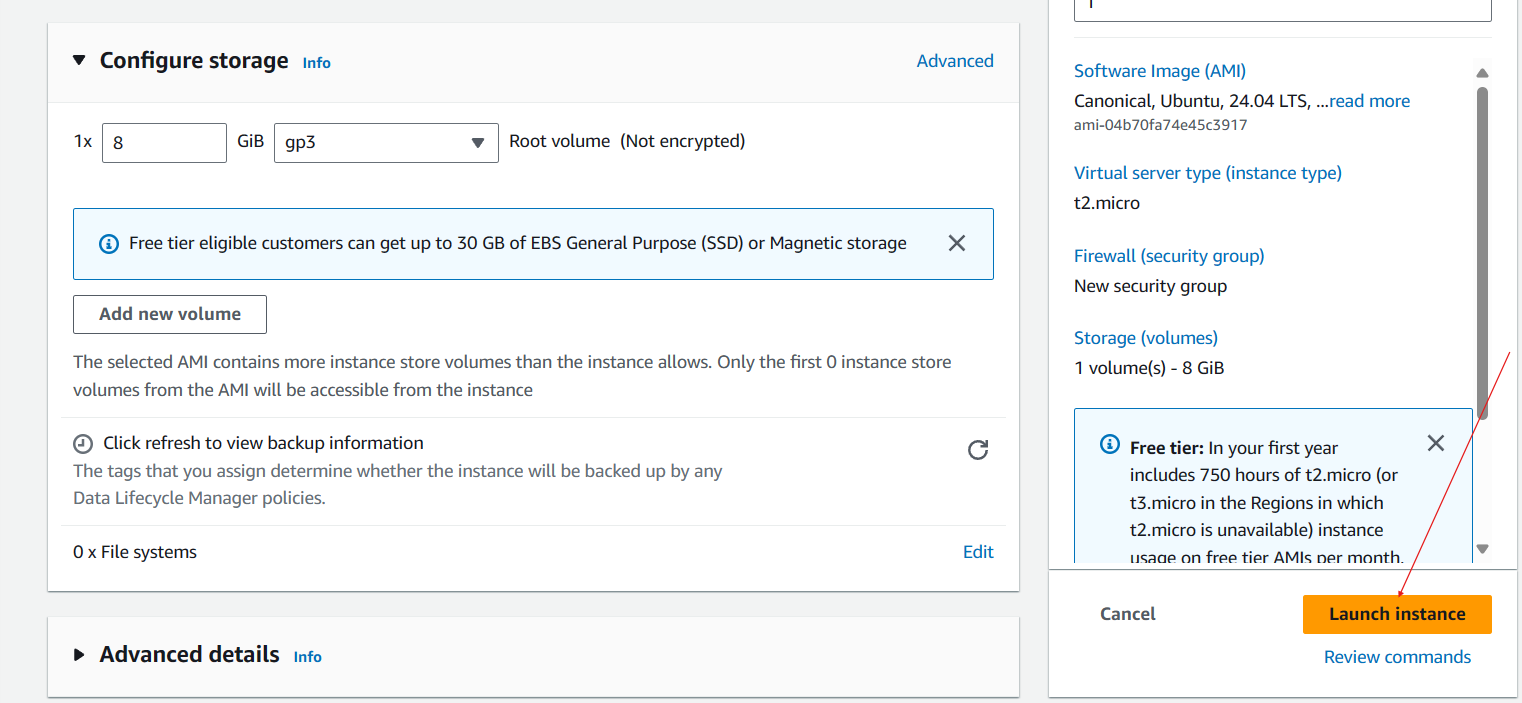 Configure storage Info
Advanced
1x 8 GiB gp3 Root volume (Not encrypted)
Free tier eligible customers can get up to 30 GB of EBS General Purpose (SSD) or Magnetic storage
Add new volume
The selected AMI contains more instance store volumes than the instance allows. Only the first 0 instance store
volumes from the AMI will be accessible from the instance
Click refresh to view backup information
The tags that you assign determine whether the instance will be backed up by any
Data Lifecycle Manager policies.
0 x File systems
Edit
Advanced details Info
Software Image (AMI)
Canonical, Ubuntu, 24.04 LTS, ...read more
ami-04b70fa74e45c3917
Virtual server type (instance type)
t2.micro
Firewall (security group)
New security group
Storage (volumes)
1 volume(s) - 8 GiB
Free tier: In your first year
includes 750 hours of t2.micro (or
t3.micro in the Regions in which
t2.micro is unavailable) instance
usage on free tier AMIs per month,
Cancel
Launch instance
Review commands